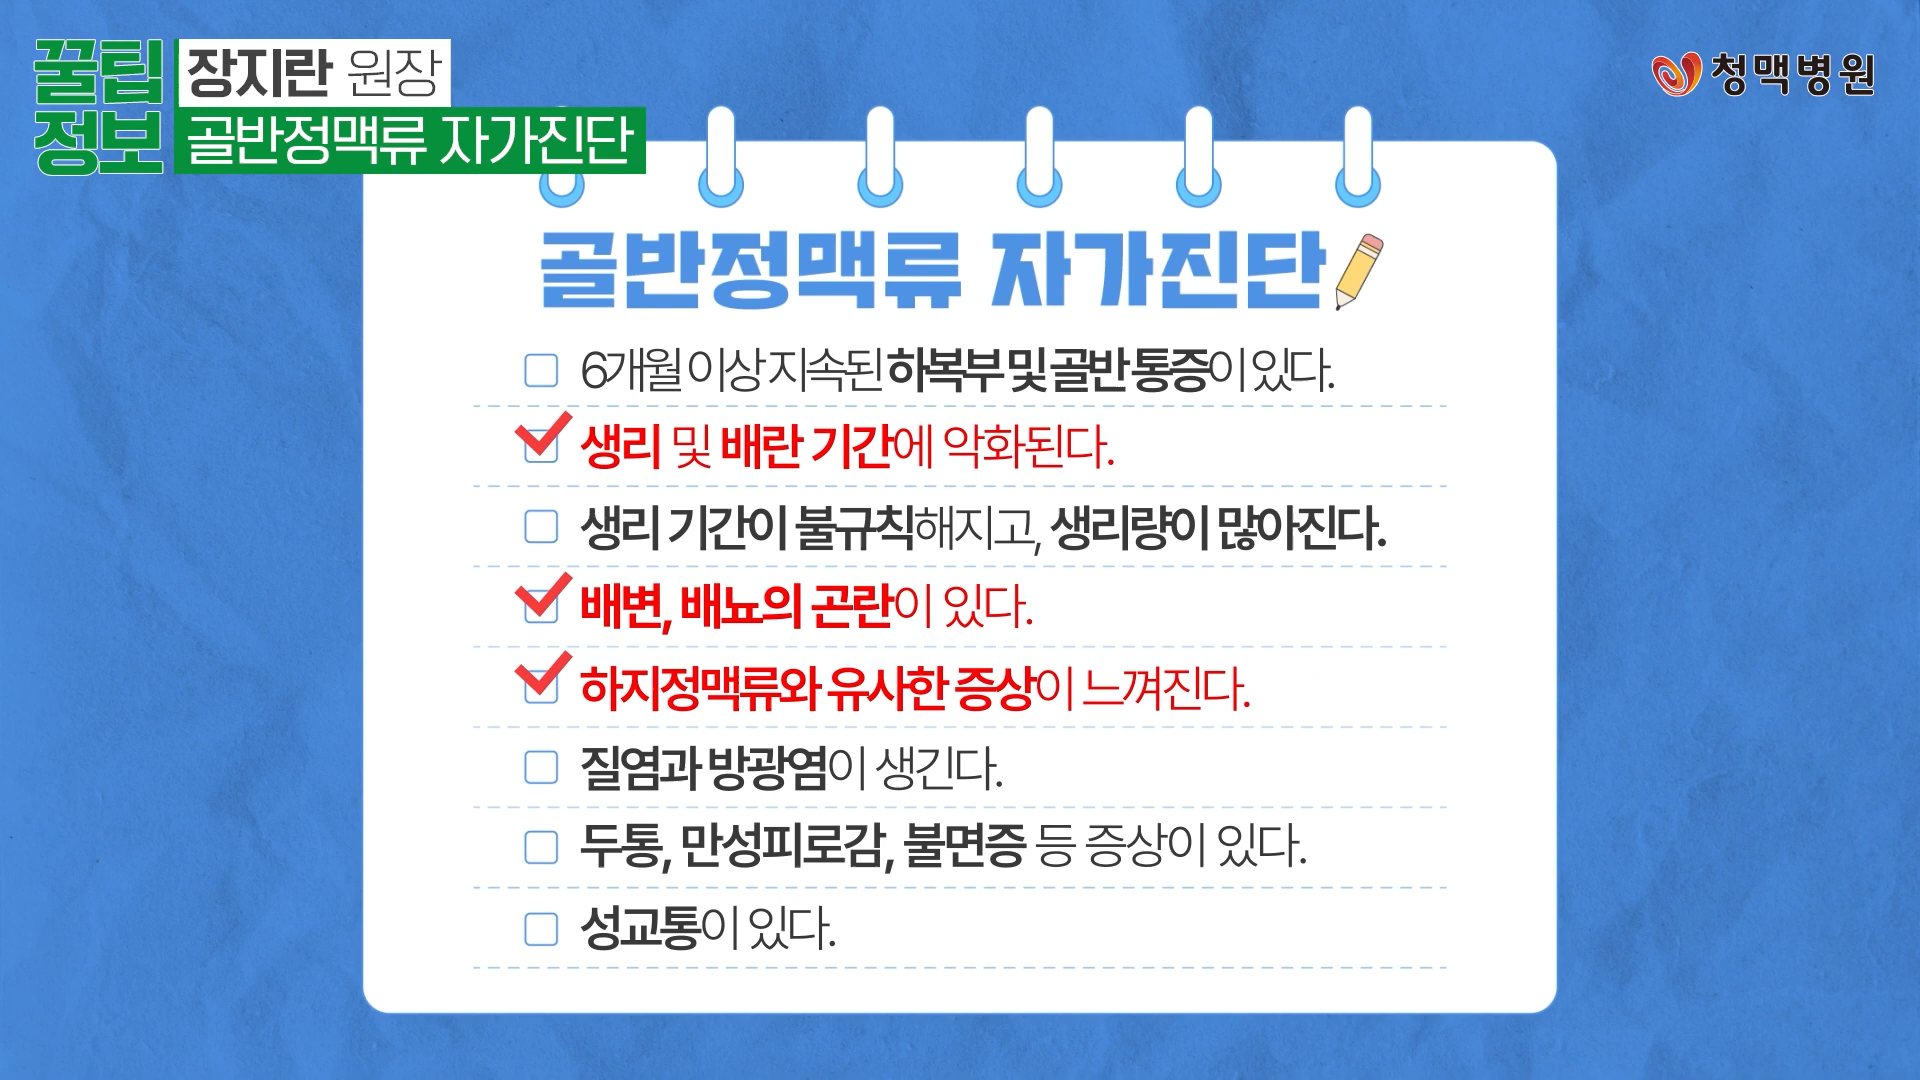 꿀팁
정보
장지란 원장
골반정맥류 자가진단
청맥병원
골반정맥류 자가진단
6개월 이상 지속된 하복부 및 골반 통증이 있다.
생리 및 배란 기간에 악화된다.
생리 기간이 불규칙해지고, 생리량이 많아진다.
배변, 배뇨의 곤란이 있다.
하지정맥류와 유사한 증상이 느껴진다.
질염과 방광염이 생긴다.
두통, 만성피로감, 불면증 등 증상이 있다.
성교통이 있다.